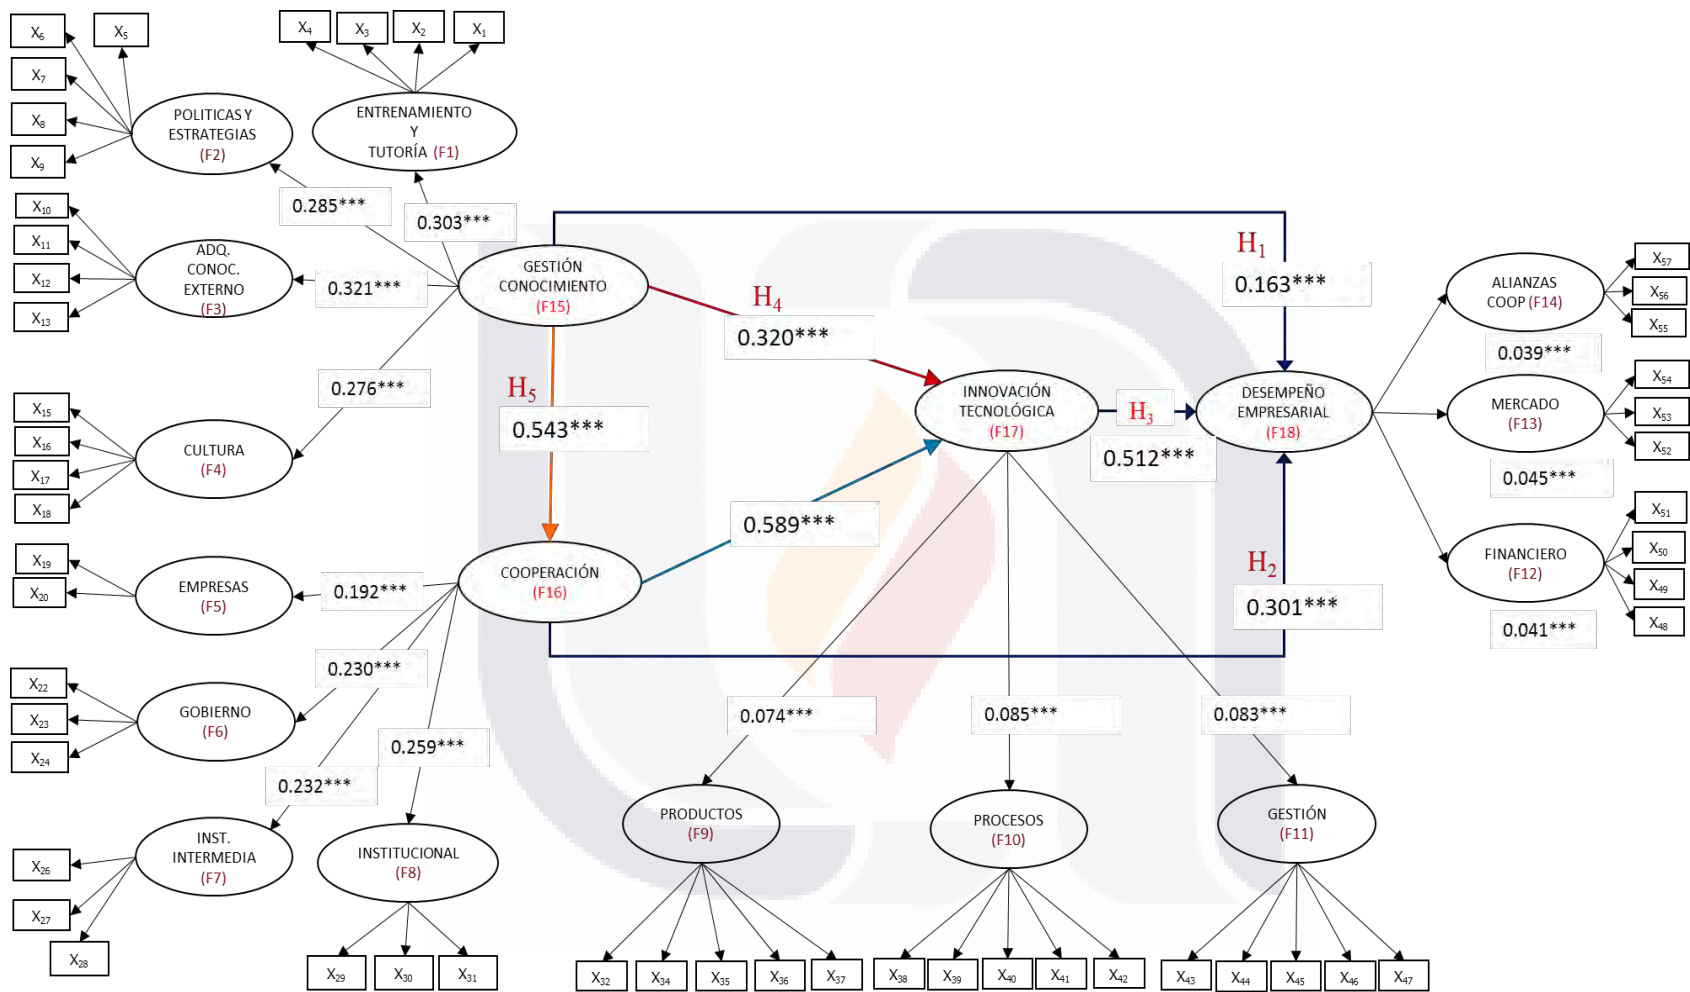 X6
X5
X4
X3
X2
X1
X7
X8
X9
POLITICAS Y
ESTRATEGIAS
(F2)
ENTRENAMIENTO
Y
TUTORÍA (F1)
0.285***
0.303***
X10
X11
X12
X13
ADQ.
CONOC.
EXTERNO
(F3)
0.321***
GESTIÓN
CONOCIMIENTO
(F15)
H1
0.163***
H4
0.320***
ALIANZAS
COOP (F14)
X57
X56
X55
0.039***
0.276***
H5
0.543***
INNOVACIÓN
TECNOLÓGICA
(F17)
H3
0.512***
DESEMPEÑO
EMPRESARIAL
(F18)
MERCADO
(F13)
X54
X53
X52
0.045***
X15
X16
X17
X18
CULTURA
(F4)
0.589***
X19
X20
EMPRESAS
(F5)
0.192***
COOPERACIÓN
(F16)
H2
0.301***
FINANCIERO
(F12)
X51
X50
X49
X48
0.041***
0.230***
X22
X23
X24
GOBIERNO
(F6)
0.259***
0.232***
0.074***
0.085***
0.083***
X26
X27
X28
INST.
INTERMEDIA
(F7)
INSTITUCIONAL
(F8)
PRODUCTOS
(F9)
PROCESOS
(F10)
GESTIÓN
(F11)
X29
X30
X31
X32
X34
X35
X36
X37
X38
X39
X40
X41
X42
X43
X44
X45
X46
X47